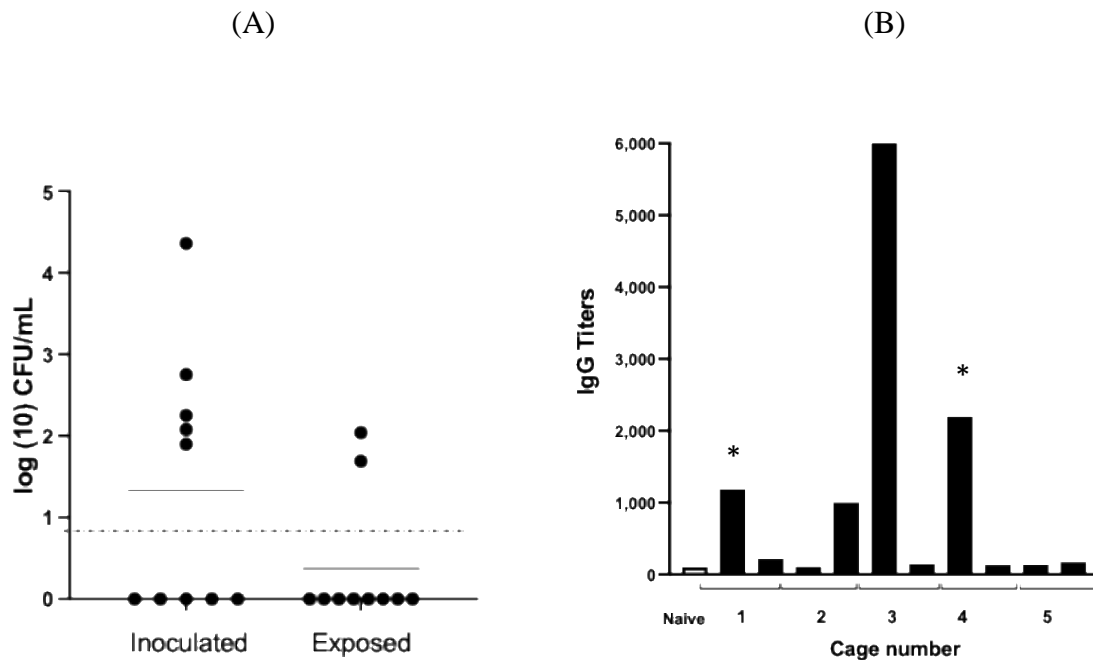 (A)
(B)
log (10) CFU/mL
5
4
3
2
1
0
Inoculated
Exposed
IgG Titers
6,000
5,000
4,000
3,000
2,000
1,000
0
*
*
Naive
1
2
3
4
5
Cage number